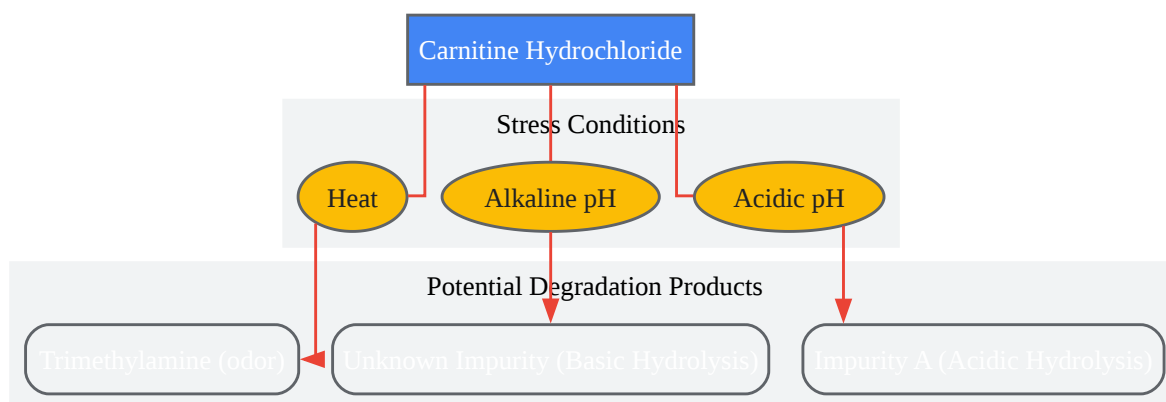 Carnitine Hydrochloride
Stress Conditions
Heat
Alkaline pH
Acidic pH
Potential Degradation Products
Trimethylamine (odor)
Unknown Impurity (Basic Hydrolysis)
Impurity A (Acidic Hydrolysis)